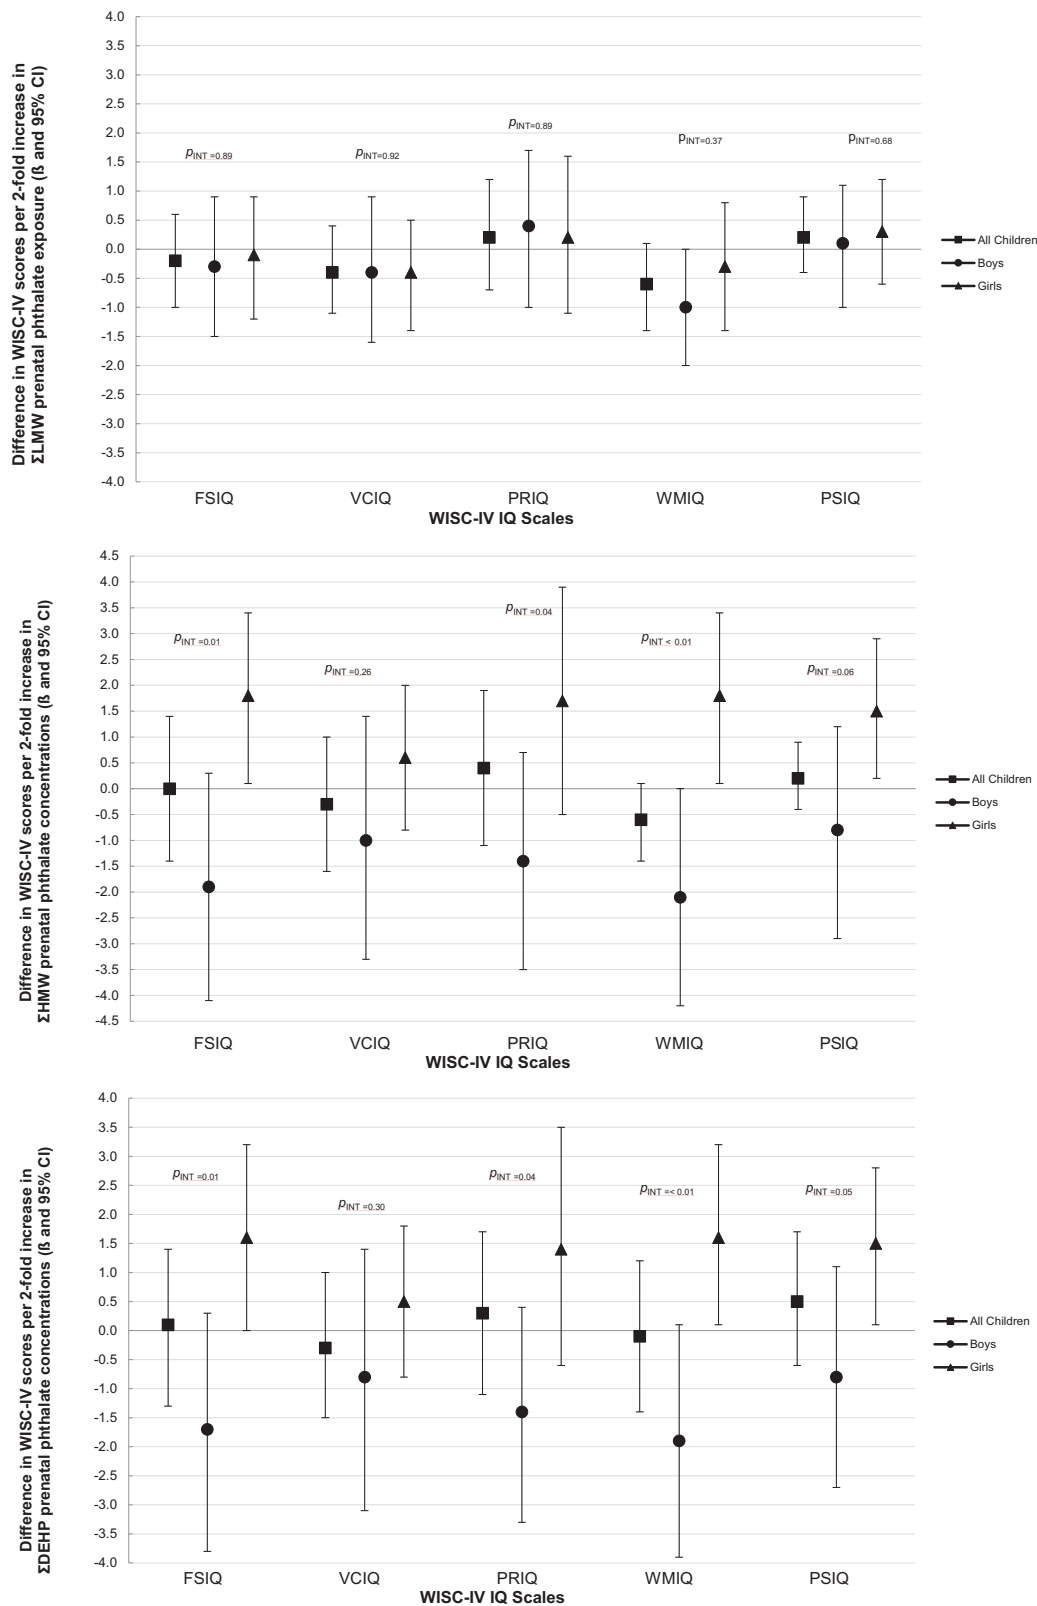 Difference in WISC-IV scores per 2-fold increase in
ΣLMW prenatal phthalate exposure (ß and 95% CI)
4.0
3.5
3.0
2.5
2.0
1.5
1.0
0.5
0.0
-0.5
-1.0
-1.5
-2.0
-2.5
-3.0
-3.5
-4.0
pINT =0.89
pINT=0.92
pINT=0.89
pINT=0.37
pINT=0.68
All Children
Boys
Girls
FSIQ VCIQ PRIQ WMIQ PSIQ
WISC-IV IQ Scales
Difference in WISC-IV scores per 2-fold increase in
ΣHMW prenatal phthalate concentrations (ß and 95% CI)
4.5
4.0
3.5
3.0
2.5
2.0
1.5
1.0
0.5
0.0
-0.5
-1.0
-1.5
-2.0
-2.5
-3.0
-3.5
-4.0
-4.5
pINT =0.01
pINT =0.26
pINT =0.04
pINT < 0.01
pINT =0.06
All Children
Boys
Girls
FSIQ VCIQ PRIQ WMIQ PSIQ
WISC-IV IQ Scales
Difference in WISC-IV scores per 2-fold increase in
ΣDEHP prenatal phthalate concentrations (ß and 95% CI)
4.0
3.5
3.0
2.5
2.0
1.5
1.0
0.5
0.0
-0.5
-1.0
-1.5
-2.0
-2.5
-3.0
-3.5
-4.0
pINT =0.01
pINT =0.30
pINT =0.04
pINT =< 0.01
pINT =0.05
All Children
Boys
Girls
FSIQ VCIQ PRIQ WMIQ PSIQ
WISC-IV IQ Scales